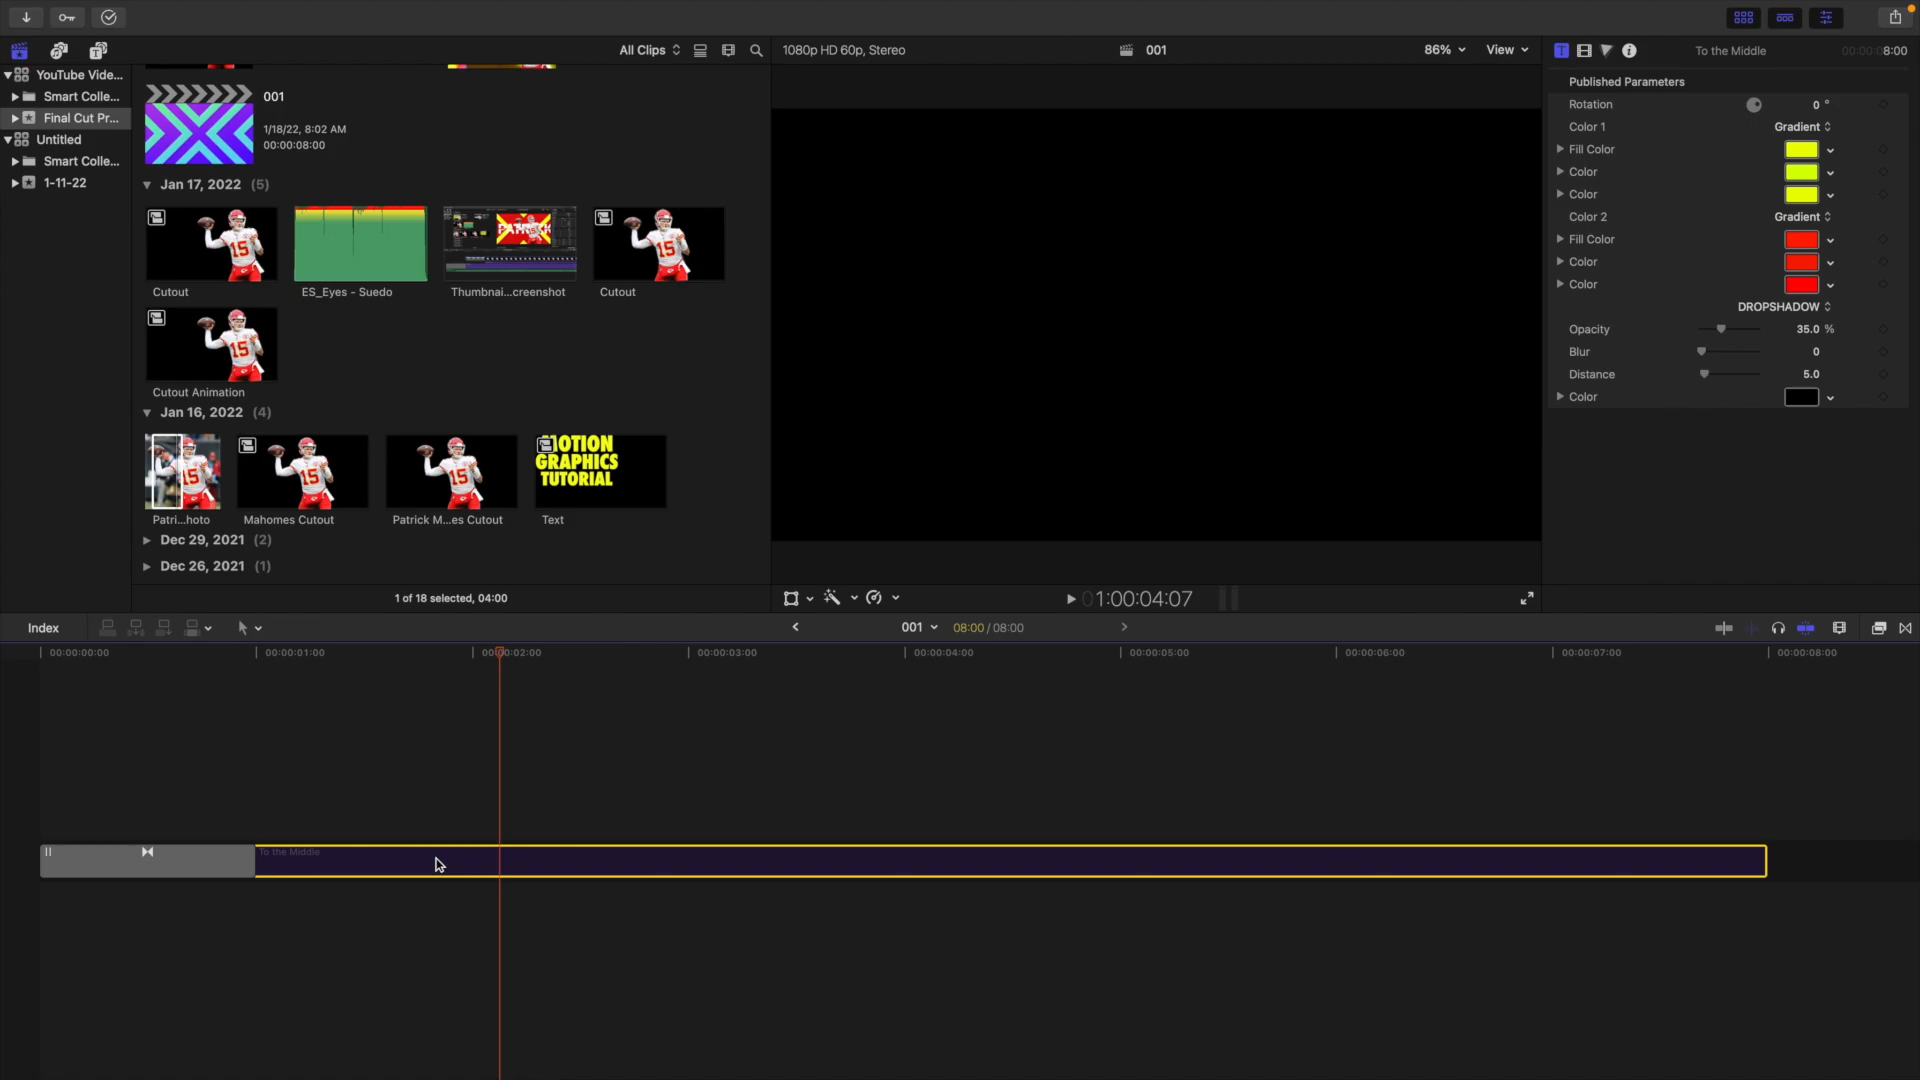 All Clips
1080p HD 60p, Stereo
001
86%
View
To the Middle
00:00:08:00
YouTube Vide...
Smart Colle...
Final Cut Pr...
Untitled
Smart Colle...
1-11-22
001
1/18/22, 8:02 AM
00:00:08:00
Jan 17, 2022 (5)
Cutout
ES_Eyes - Suedo
Thumbnai...creenshot
Cutout
Cutout Animation
Jan 16, 2022 (4)
MOTION
GRAPHICS
TUTORIAL
Patri...hoto
Mahomes Cutout
Patrick M...es Cutout
Text
Dec 29, 2021 (2)
Dec 26, 2021 (1)
1 of 18 selected, 04:00
Published Parameters
Rotation 0 °
Color 1 Gradient
Fill Color
Color
Color
Color 2 Gradient
Fill Color
Color
Color
DROPSHADOW
Opacity 35.0 %
Blur 0
Distance 5.0
Color
01:00:04:07
Index
001
08:00 / 08:00
00:00:00:00
00:00:01:00
00:00:02:00
00:00:03:00
00:00:04:00
00:00:05:00
00:00:06:00
00:00:07:00
00:00:08:00
To the Middle